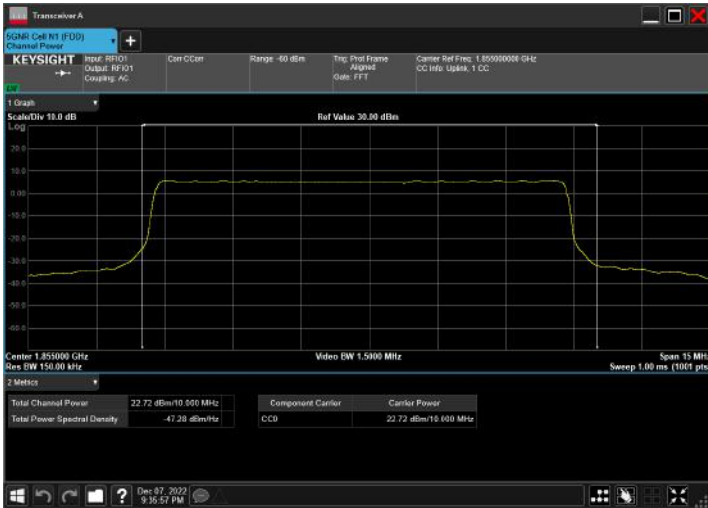 Transceiver A
5GNR Cell N1 (FDD)
Channel Power
KEYSIGHT
Input: RFIO1
Output: RFIO1
Coupling: AC
Corr CCorr
Range: -60 dBm
Trig: Prot Frame
Aligned
Gate: FFT
Carrier Ref Freq: 1.855000000 GHz
CC Info: Uplink, 1 CC
1 Graph
Scale/Div 10.0 dB
Ref Value 30.00 dBm
Log
20.0
10.0
0.00
-10.0
-20.0
-30.0
-40.0
-50.0
-60.0
Center 1.855000 GHz
Video BW 1.5000 MHz
Span 15 MHz
Res BW 150.00 kHz
Sweep 1.00 ms (1001 pts
2 Metrics
Total Channel Power 22.72 dBm/10.000 MHz
Total Power Spectral Density -47.28 dBm/Hz
Component Carrier Carrier Power
CC0 22.72 dBm/10.000 MHz
?
Dec 07, 2022
9:35:57 PM